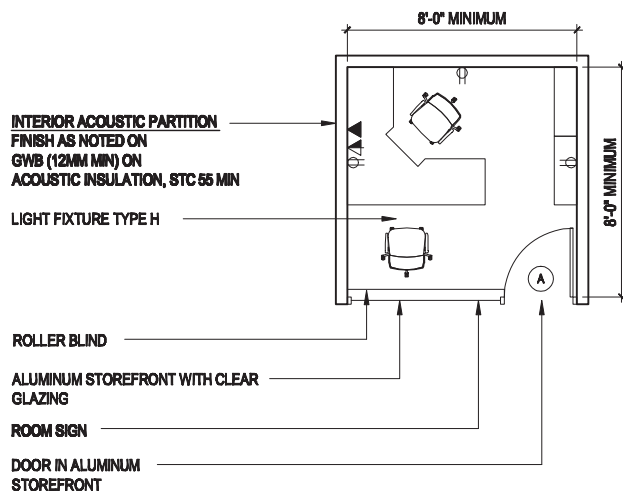 8'-0" MINIMUM
INTERIOR ACOUSTIC PARTITION
FINISH AS NOTED ON
GWB (12MM MIN) ON
ACOUSTIC INSULATION, STC 55 MIN
8'-0" MINIMUM
LIGHT FIXTURE TYPE H
A
ROLLER BLIND
ALUMINUM STOREFRONT WITH CLEAR
GLAZING
ROOM SIGN
DOOR IN ALUMINUM
STOREFRONT